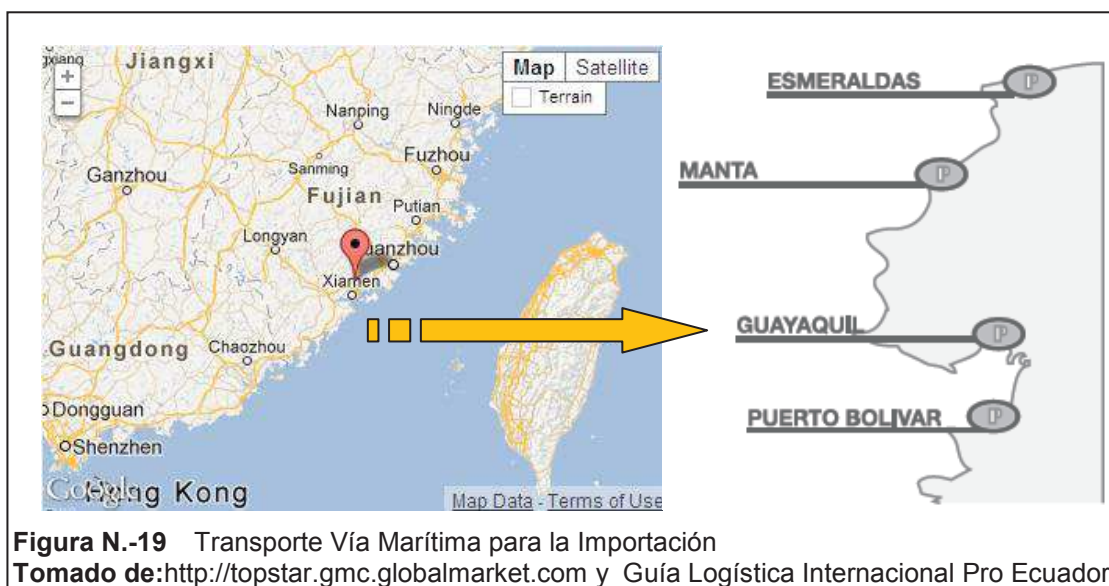 Jiangxi
Map Satellite
Terrain
Nanping
Ningde
Fuzhou
Sanming
Ganzhou
Fujian
Putian
Longyan
uanzhou
Xiamen
Guangdong
Chaozhou
Dongguan
Shenzhen
Hong Kong
Google
Map Data - Terms of Use
ESMERALDAS
P
MANTA
P
GUAYAQUIL
P
PUERTO BOLIVAR
P
Figura N.-19 Transporte Vía Marítima para la Importación
Tomado de:http://topstar.gmc.globalmarket.com y Guía Logística Internacional Pro Ecuador